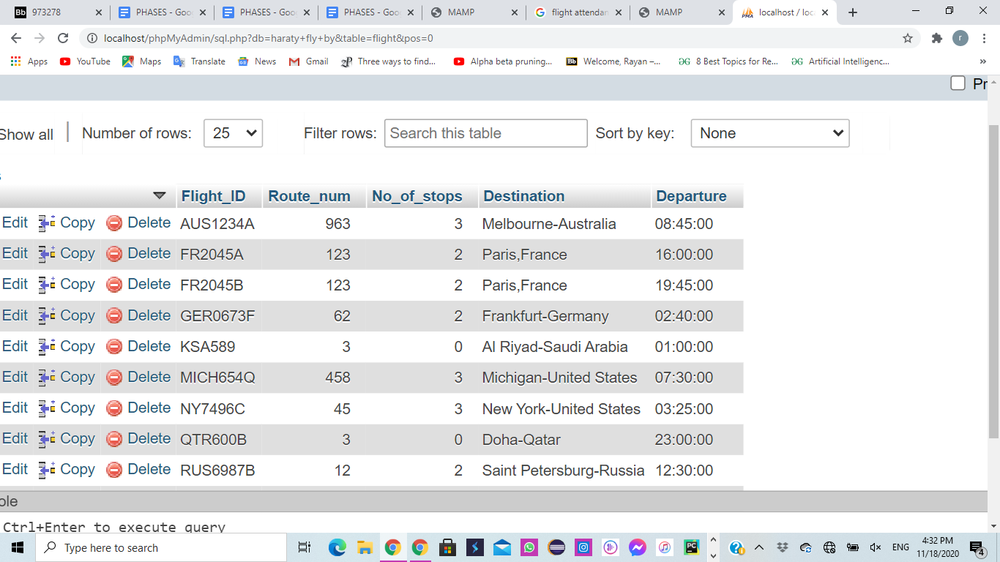 973278
PHASES - Goo
PHASES - Goo
PHASES - Goo
MAMP
flight attendan
MAMP
localhost / loc
localhost/phpMyAdmin/sql.php?db=haraty+fly+by&table=flight&pos=0
Apps YouTube Maps Translate News Gmail Three ways to find... Alpha beta pruning... Welcome, Rayan –... 8 Best Topics for Re... Artificial Intelligenc... »
Pr
Show all Number of rows: 25 Filter rows: Search this table Sort by key: None
Flight_ID Route_num No_of_stops Destination Departure
Edit Copy Delete AUS1234A 963 3 Melbourne-Australia 08:45:00
Edit Copy Delete FR2045A 123 2 Paris,France 16:00:00
Edit Copy Delete FR2045B 123 2 Paris,France 19:45:00
Edit Copy Delete GER0673F 62 2 Frankfurt-Germany 02:40:00
Edit Copy Delete KSA589 3 0 Al Riyad-Saudi Arabia 01:00:00
Edit Copy Delete MICH654Q 458 3 Michigan-United States 07:30:00
Edit Copy Delete NY7496C 45 3 New York-United States 03:25:00
Edit Copy Delete QTR600B 3 0 Doha-Qatar 23:00:00
Edit Copy Delete RUS6987B 12 2 Saint Petersburg-Russia 12:30:00
ole
Ctrl+Enter to execute query
Type here to search
ENG
4:32 PM
11/18/2020
4